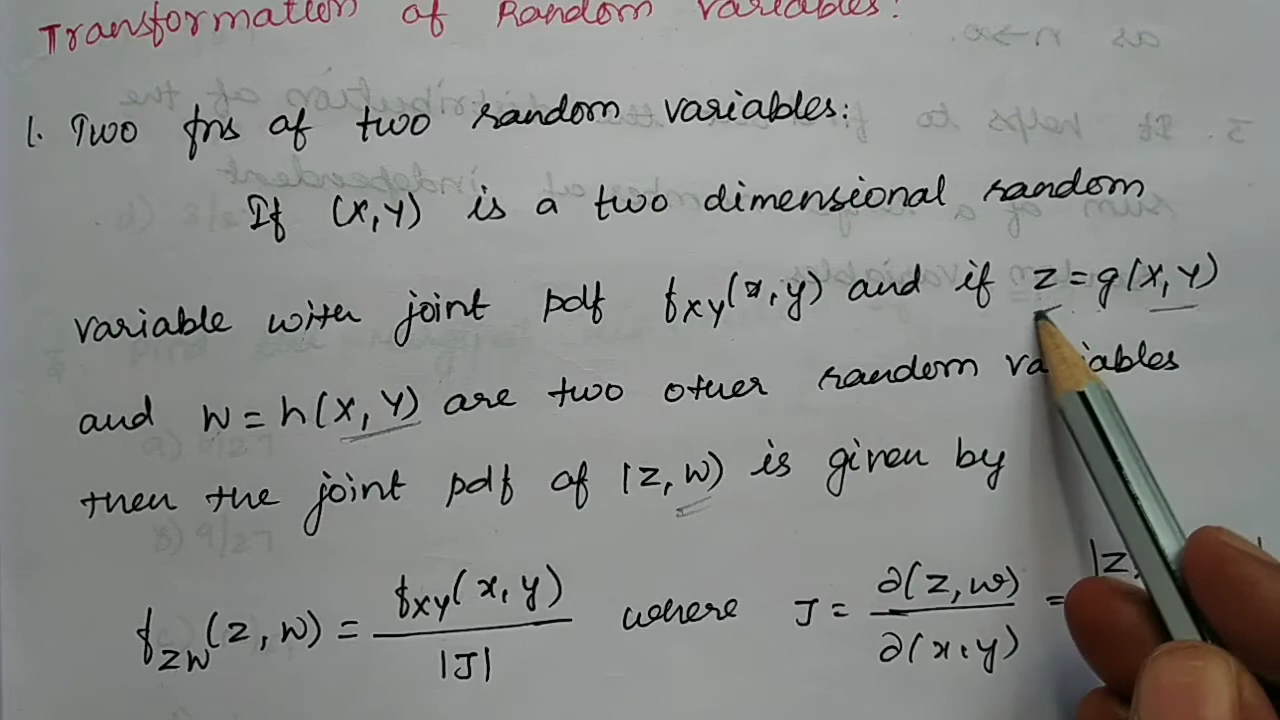 Transformation of Random Variables:
1. Two fns of two random variables:
If (X,Y) is a two dimensional random
variable with joint pdf fXY(x,y) and if Z=g(X,Y)
and W=h(X,Y) are two other random variables
then the joint pdf of (Z,W) is given by
fZW(z,w) = fXY(x,y) / |J| where J = ∂(z,w) / ∂(x,y) =